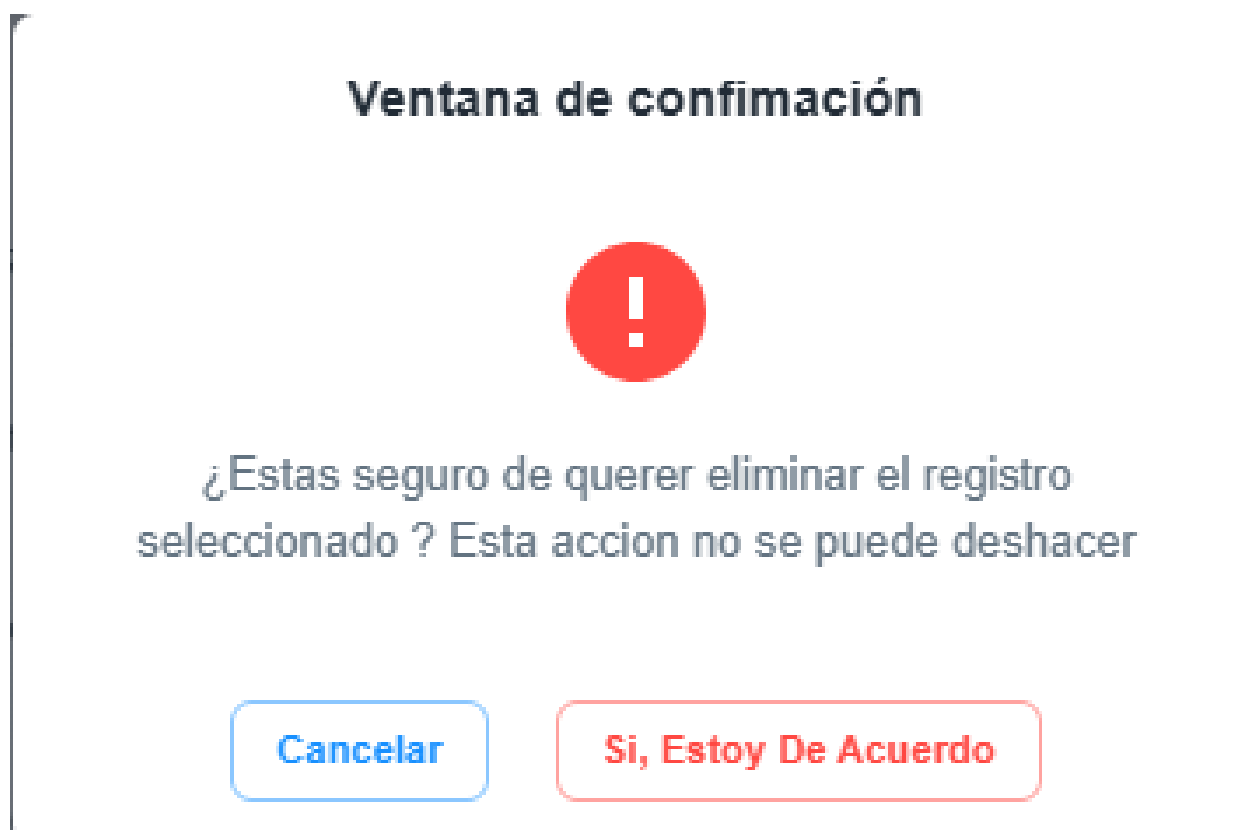 Ventana de confimación
¿Estas seguro de querer eliminar el registro
seleccionado ? Esta accion no se puede deshacer
Cancelar
Si, Estoy De Acuerdo